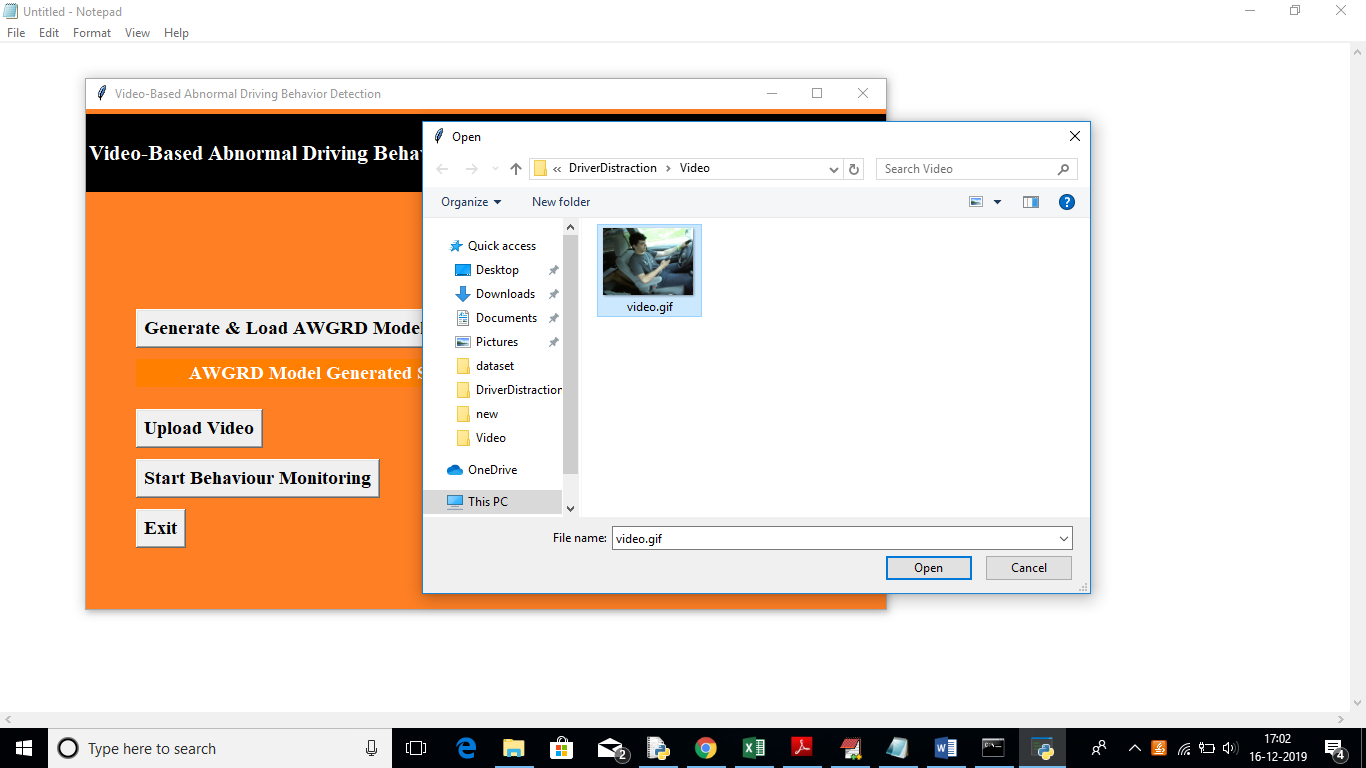 Untitled - Notepad
File Edit Format View Help
Video-Based Abnormal Driving Behavior Detection
Video-Based Abnormal Driving
Generate & Load AWGRD Model
AWGRD Model Generated
Upload Video
Start Behaviour Monitoring
Exit
Open
« DriverDistraction › Video
Search Video
Organize New folder
Quick access
Desktop
Downloads
Documents
Pictures
dataset
DriverDistraction
new
Video
OneDrive
This PC
video.gif
File name: video.gif
Open Cancel
Type here to search
2
17:02
16-12-2019
4